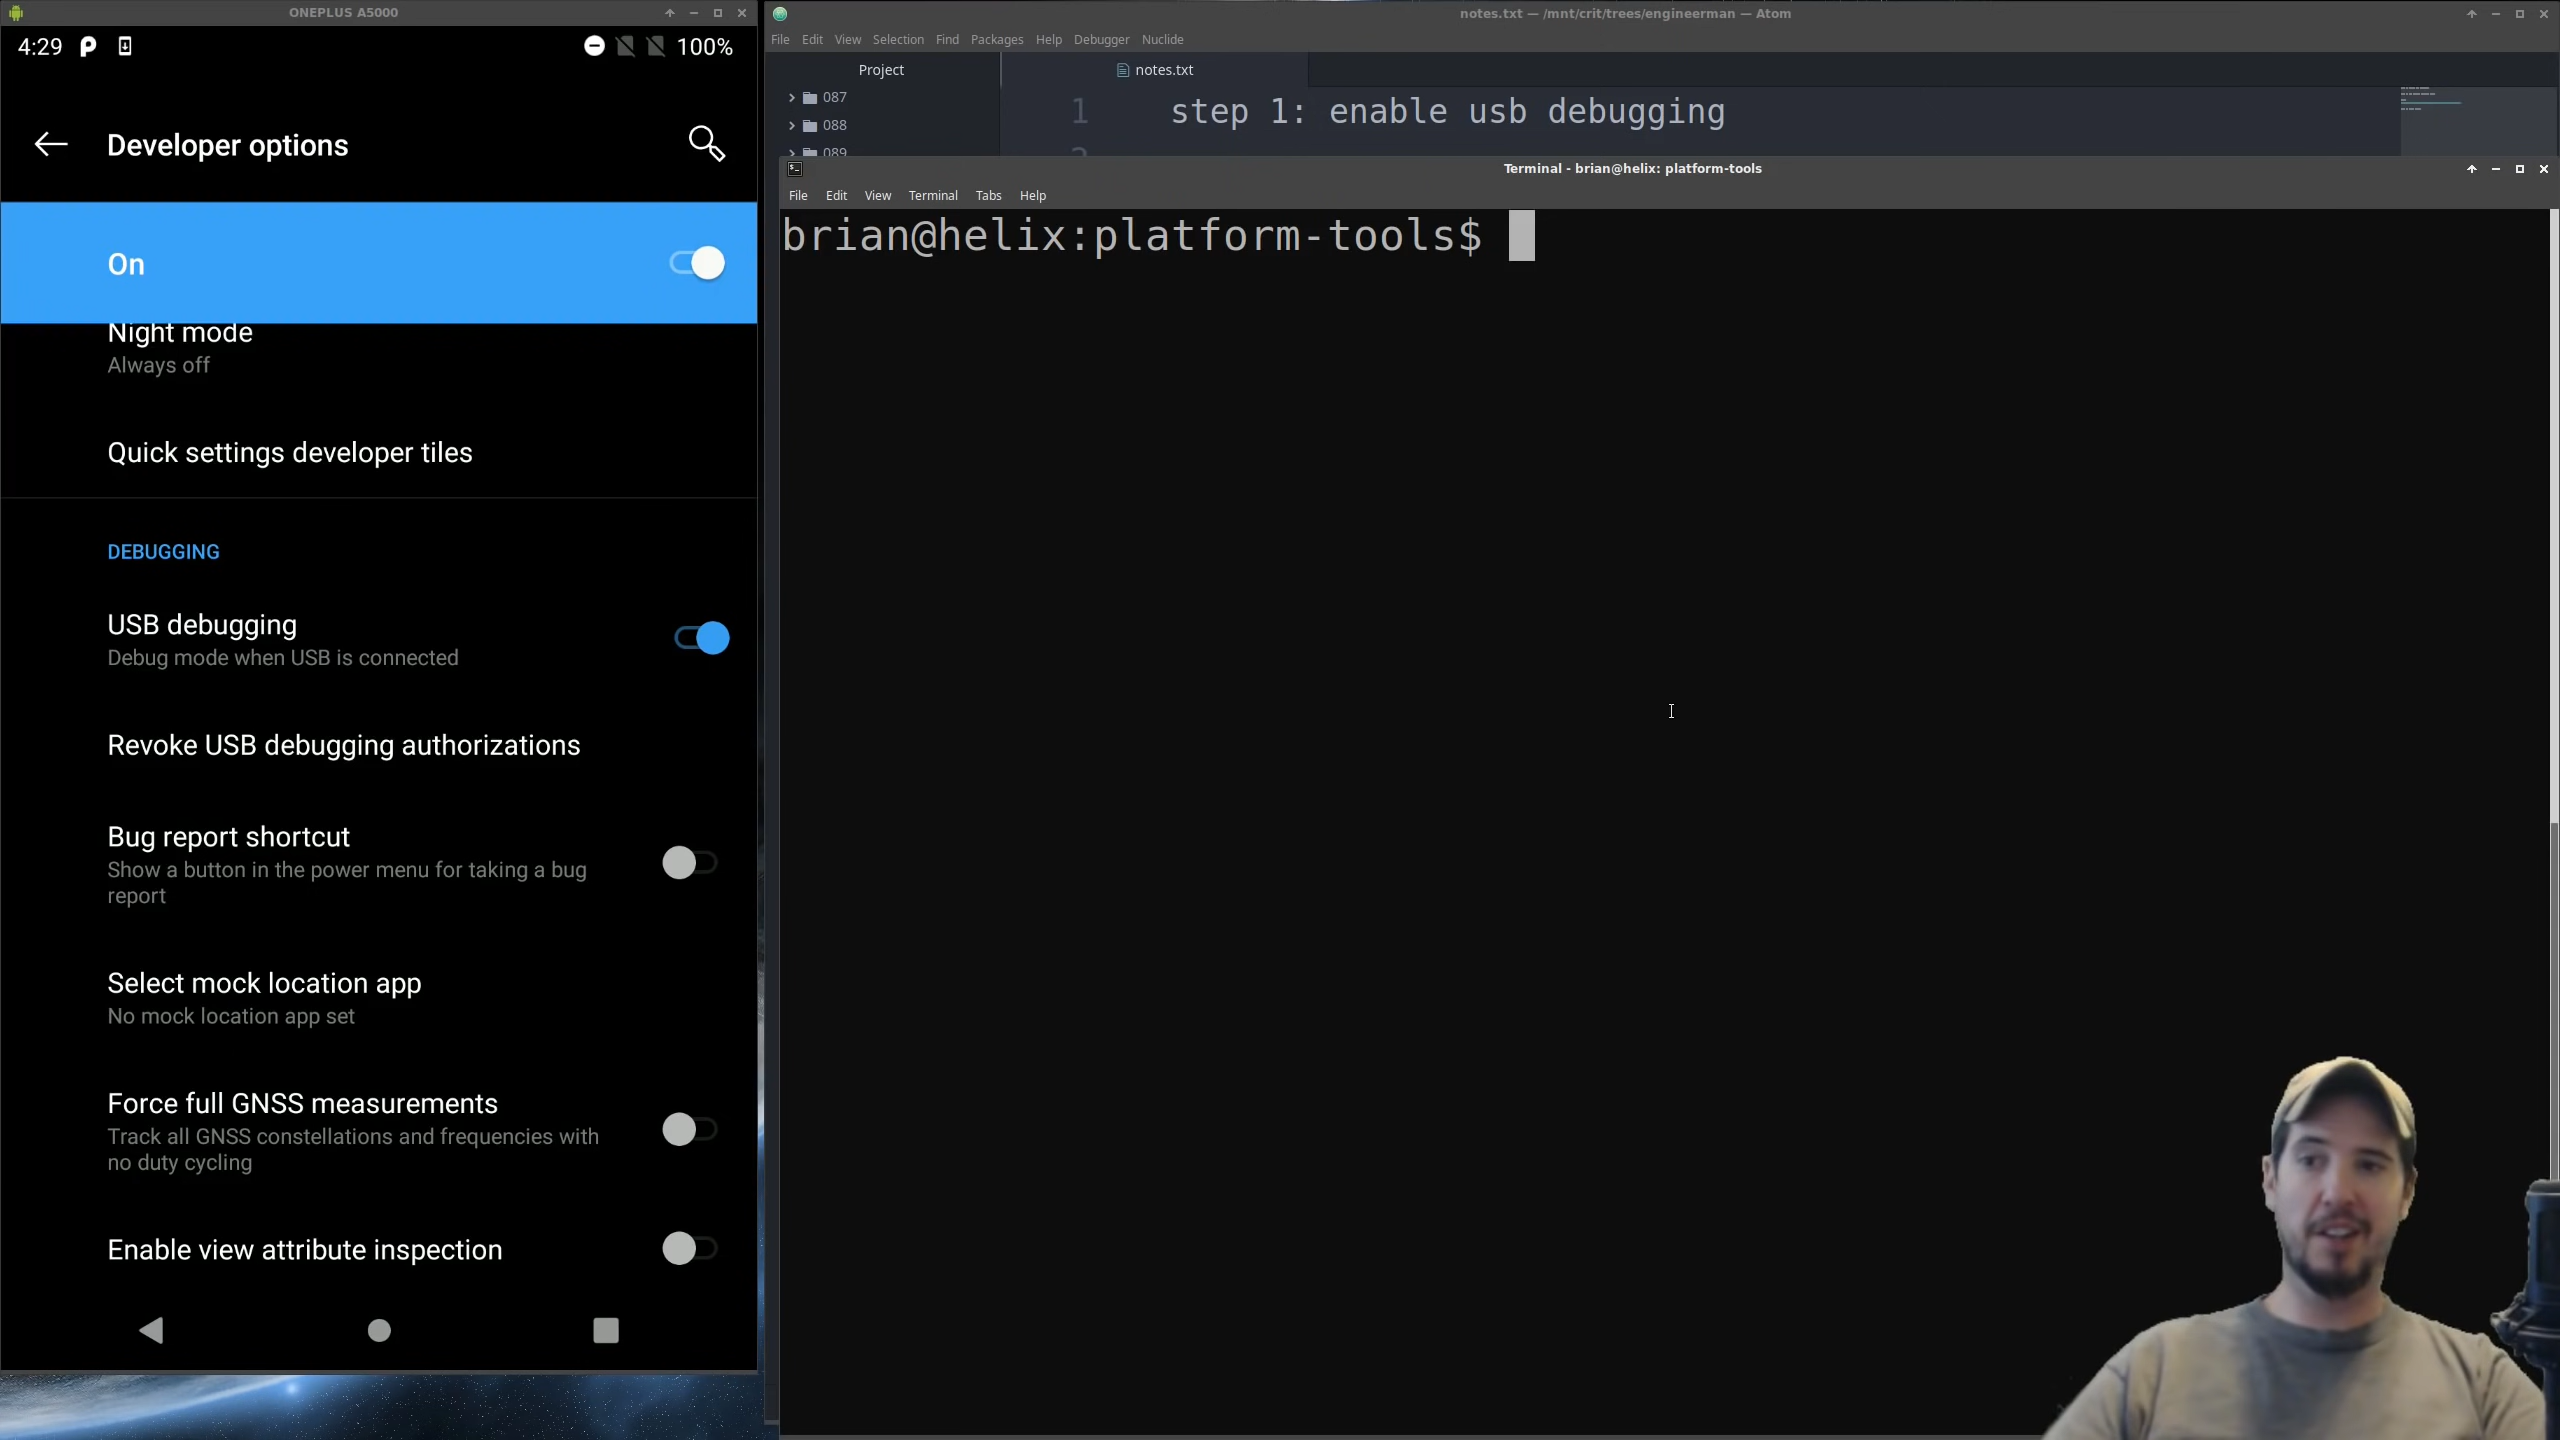 ONEPLUS A5000
4:29
100%
Developer options
On
Night mode
Always off
Quick settings developer tiles
DEBUGGING
USB debugging
Debug mode when USB is connected
Revoke USB debugging authorizations
Bug report shortcut
Show a button in the power menu for taking a bug
report
Select mock location app
No mock location app set
Force full GNSS measurements
Track all GNSS constellations and frequencies with
no duty cycling
Enable view attribute inspection
notes.txt — /mnt/crit/trees/engineerman — Atom
File Edit View Selection Find Packages Help Debugger Nuclide
Project
notes.txt
087
088
089
1 step 1: enable usb debugging
2
Terminal - brian@helix: platform-tools
File Edit View Terminal Tabs Help
brian@helix:platform-tools$